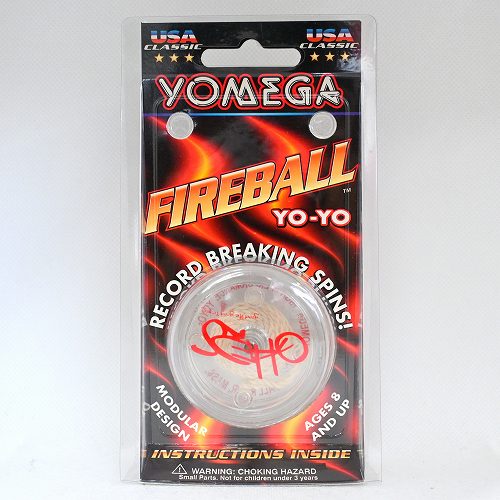 USA
CLASSIC
★★★
USA
CLASSIC
★★★
YOMEGA
FIREBALL™
YO-YO
RECORD BREAKING SPINS!
MODULAR
DESIGN
AGES 8
AND UP
INSTRUCTIONS INSIDE
⚠ WARNING: CHOKING HAZARD
Small Parts. Not for children under 3 years